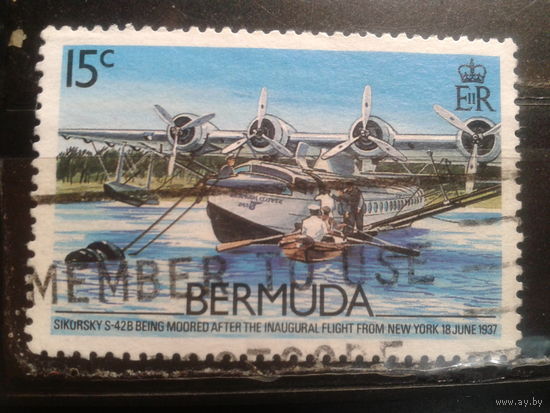 15c
EIIR
MEMBER TO USE
BERMUDA
SIKORSKY S-42B BEING MOORED AFTER THE INAUGURAL FLIGHT FROM NEW YORK 18 JUNE 1937
www.ay.by